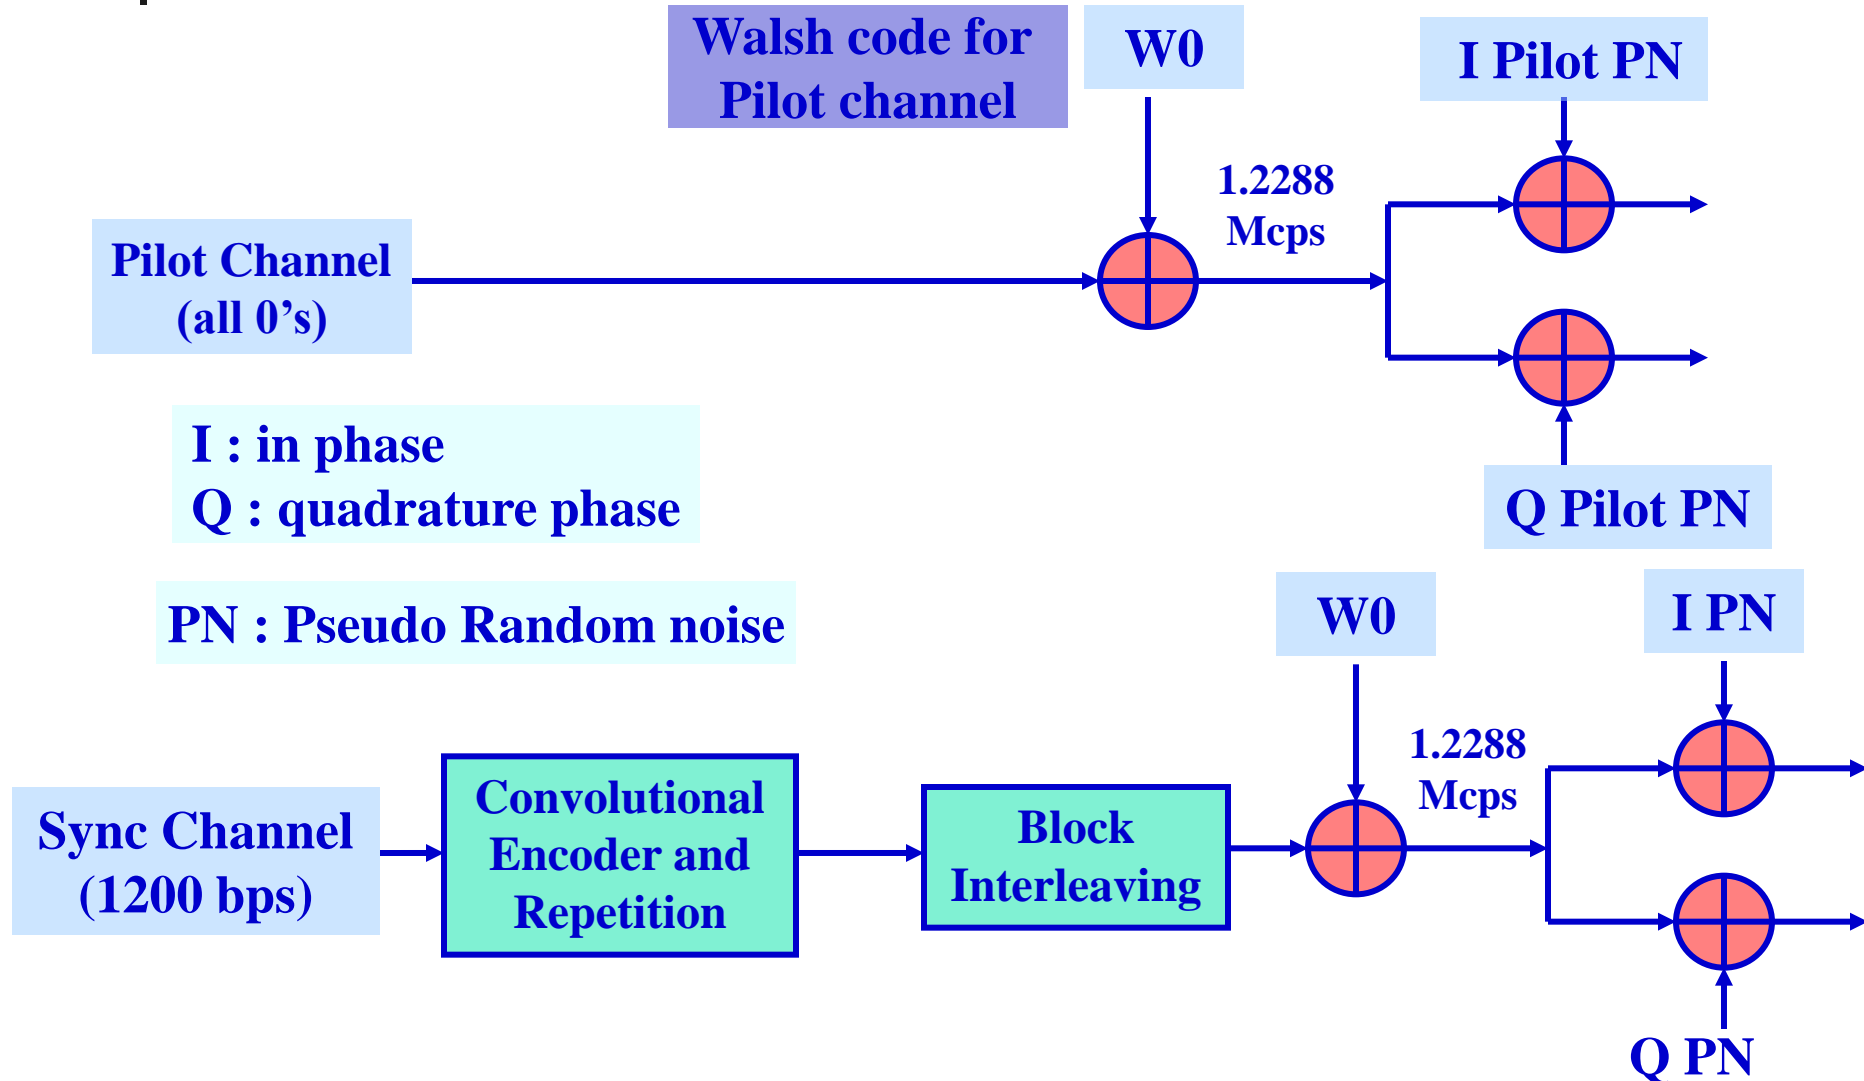 Walsh code for
Pilot channel
W0
I Pilot PN
1.2288
Mcps
Pilot Channel
(all 0’s)
I : in phase
Q : quadrature phase
Q Pilot PN
PN : Pseudo Random noise
W0
I PN
1.2288
Mcps
Sync Channel
(1200 bps)
Convolutional
Encoder and
Repetition
Block
Interleaving
Q PN